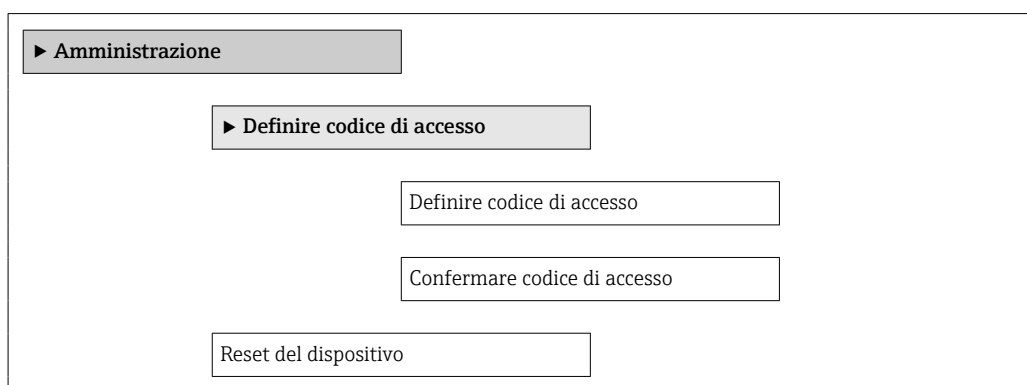 ▶ Amministrazione
▶ Definire codice di accesso
Definire codice di accesso
Confermare codice di accesso
Reset del dispositivo